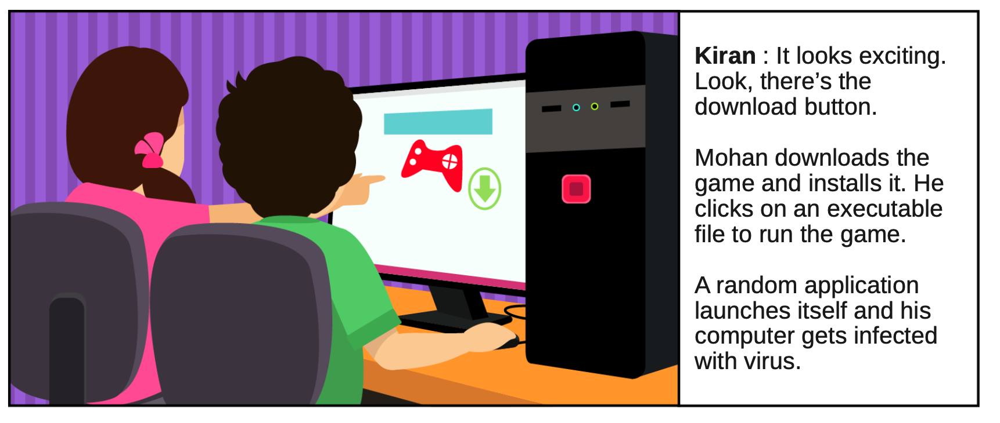 Kiran : It looks exciting.
Look, there’s the
download button.
Mohan downloads the
game and installs it. He
clicks on an executable
file to run the game.
A random application
launches itself and his
computer gets infected
with virus.